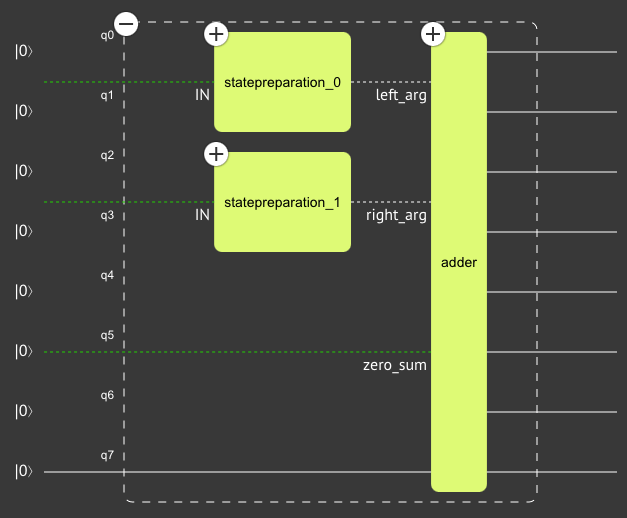 q0
|0⟩
statepreparation_0
IN
left_arg
q1
|0⟩
q2
|0⟩
statepreparation_1
IN
right_arg
q3
|0⟩
adder
q4
|0⟩
q5
|0⟩
zero_sum
q6
|0⟩
q7
|0⟩